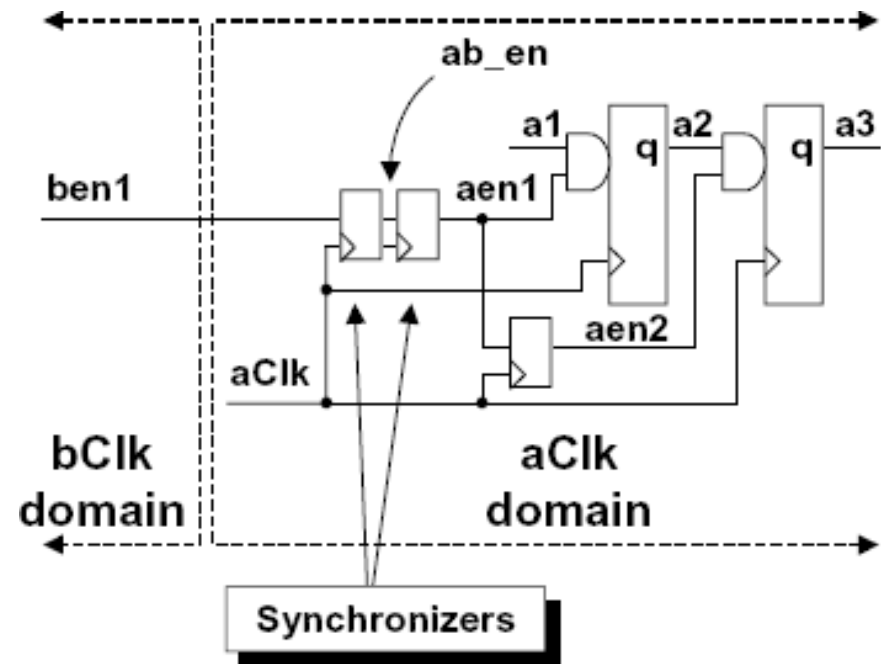 ab_en
a1
q
a2
q
a3
ben1
aen1
aen2
aClk
bClk
domain
aClk
domain
Synchronizers